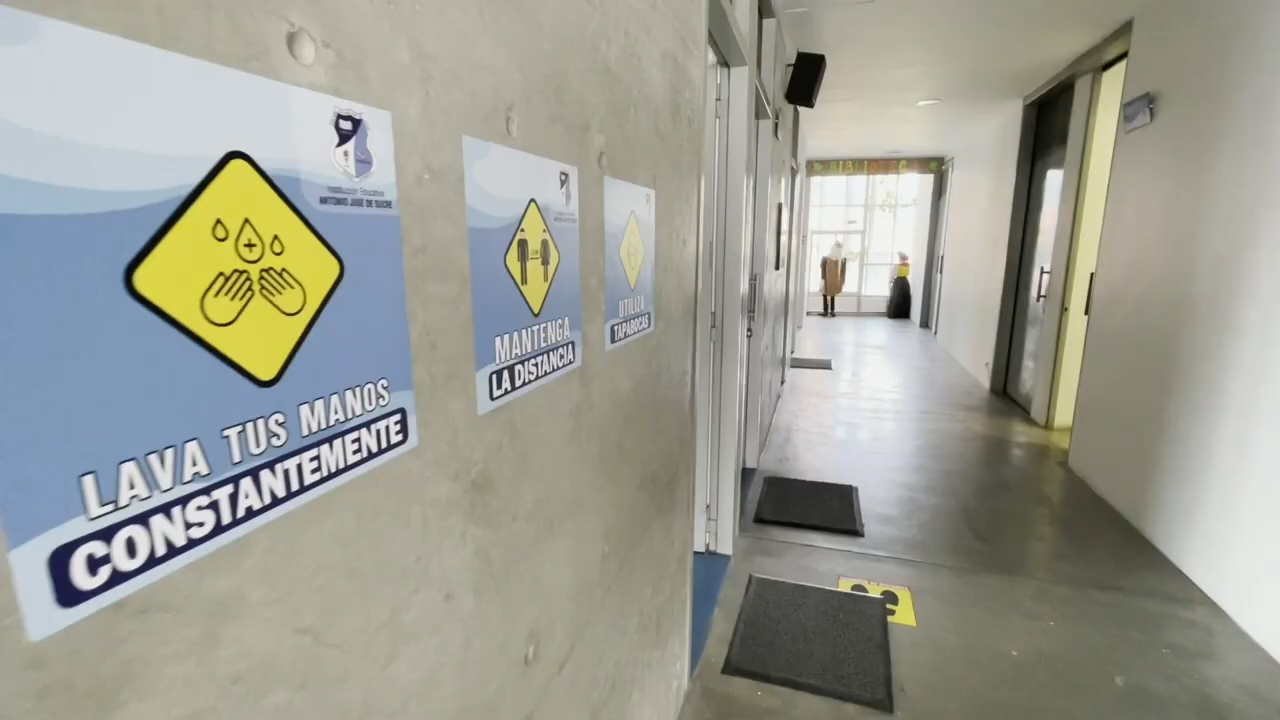 Institución Educativa
ANTONIO JOSÉ DE SUCRE
LAVA TUS MANOS
CONSTANTEMENTE
MANTENGA
LA DISTANCIA
UTILIZA
TAPABOCAS